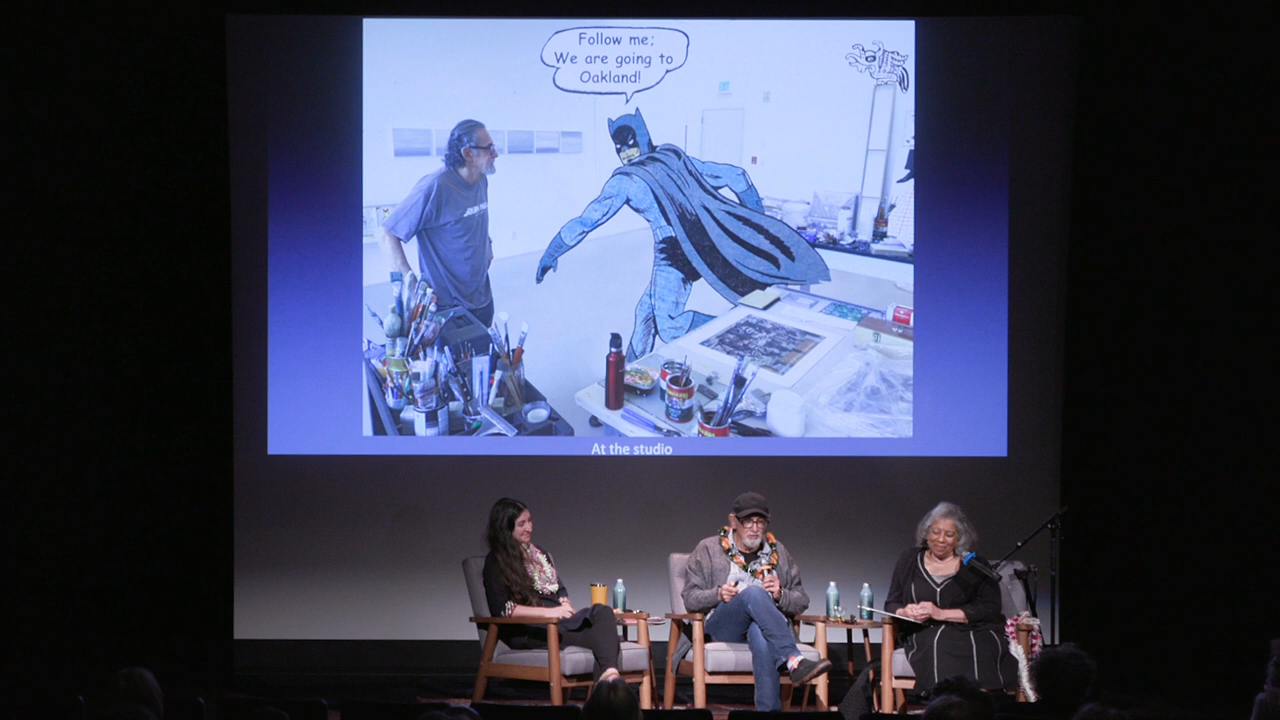 Follow me;
We are going to
Oakland!
At the studio